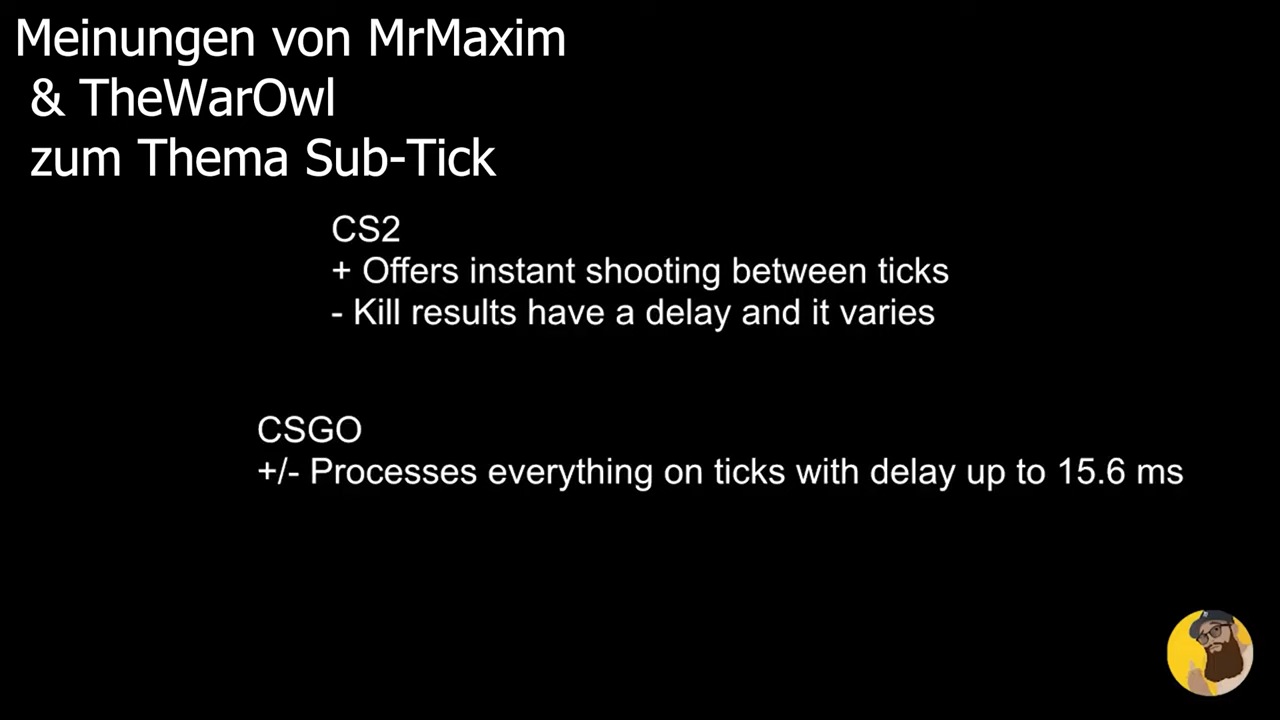 Meinungen von MrMaxim
& TheWarOwl
zum Thema Sub-Tick
CS2
+ Offers instant shooting between ticks
- Kill results have a delay and it varies
CSGO
+/- Processes everything on ticks with delay up to 15.6 ms